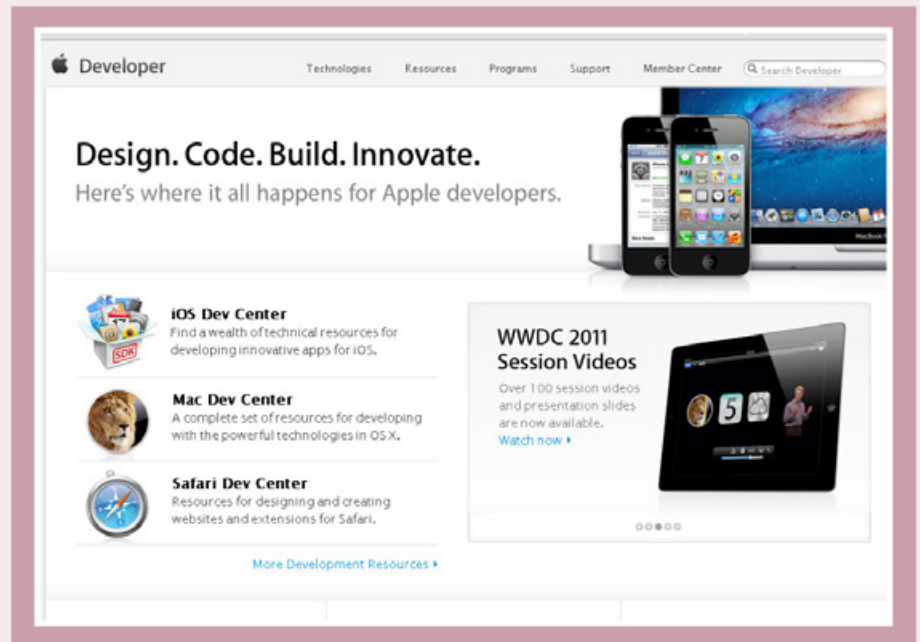 Developer
Technologies Resources Programs Support Member Center Search Developer
Design. Code. Build. Innovate.
Here's where it all happens for Apple developers.
MacBook
iOS Dev Center
Find a wealth of technical resources for
developing innovative apps for iOS.
SDK
Mac Dev Center
A complete set of resources for developing
with the powerful technologies in OS X.
Safari Dev Center
Resources for designing and creating
websites and extensions for Safari.
More Development Resources
WWDC 2011
Session Videos
Over 100 session videos
and presentation slides
are now available.
Watch now
5